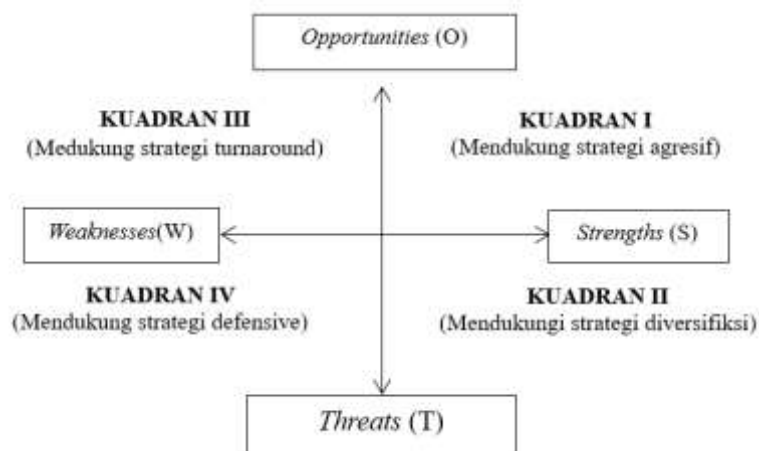 Opportunities (O)
KUADRAN III
(Medukung strategi turnaround)
KUADRAN I
(Mendukung strategi agresif)
Weaknesses(W)
Strengths (S)
KUADRAN IV
(Mendukung strategi defensive)
KUADRAN II
(Mendukungi strategi diversifiksi)
Threats (T)